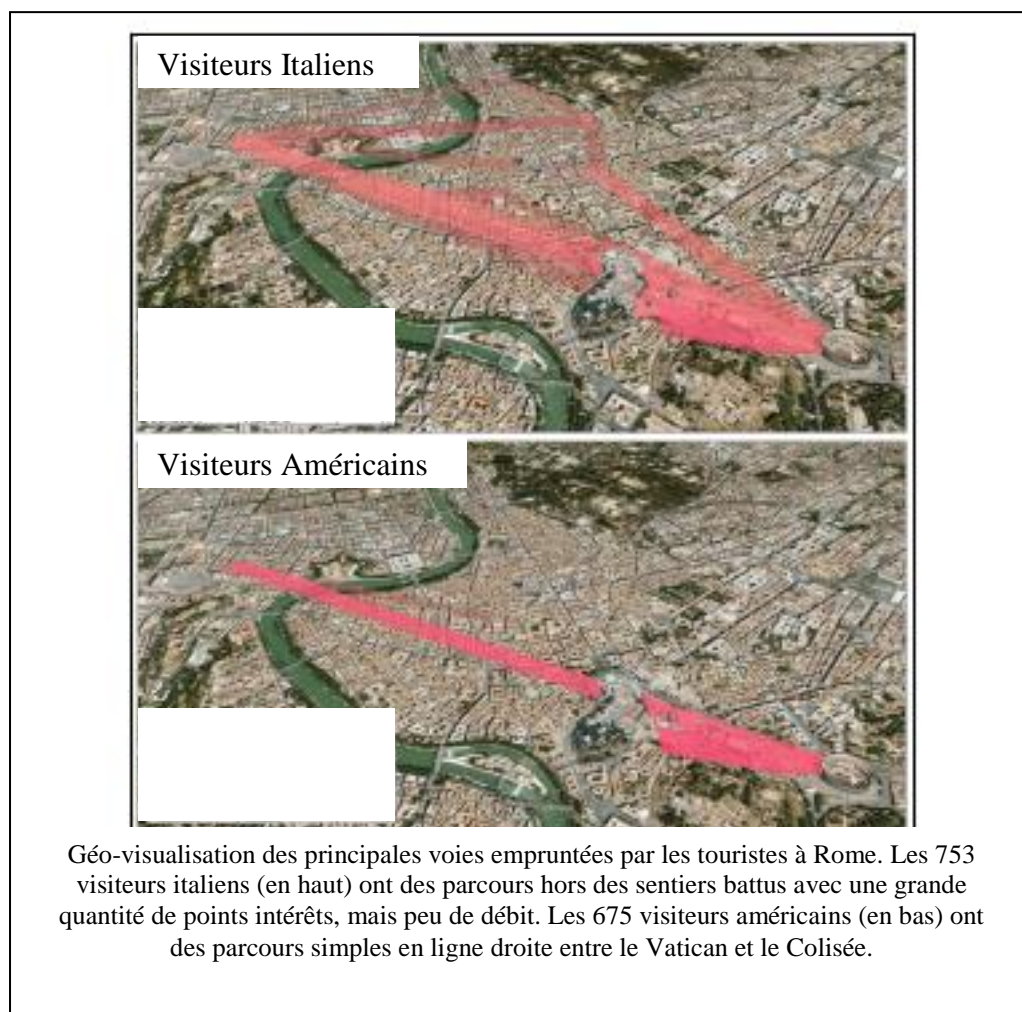 Visiteurs Italiens
Visiteurs Américains
Géo-visualisation des principales voies empruntées par les touristes à Rome. Les 753
visiteurs italiens (en haut) ont des parcours hors des sentiers battus avec une grande
quantité de points intérêts, mais peu de débit. Les 675 visiteurs américains (en bas) ont
des parcours simples en ligne droite entre le Vatican et le Colisée.